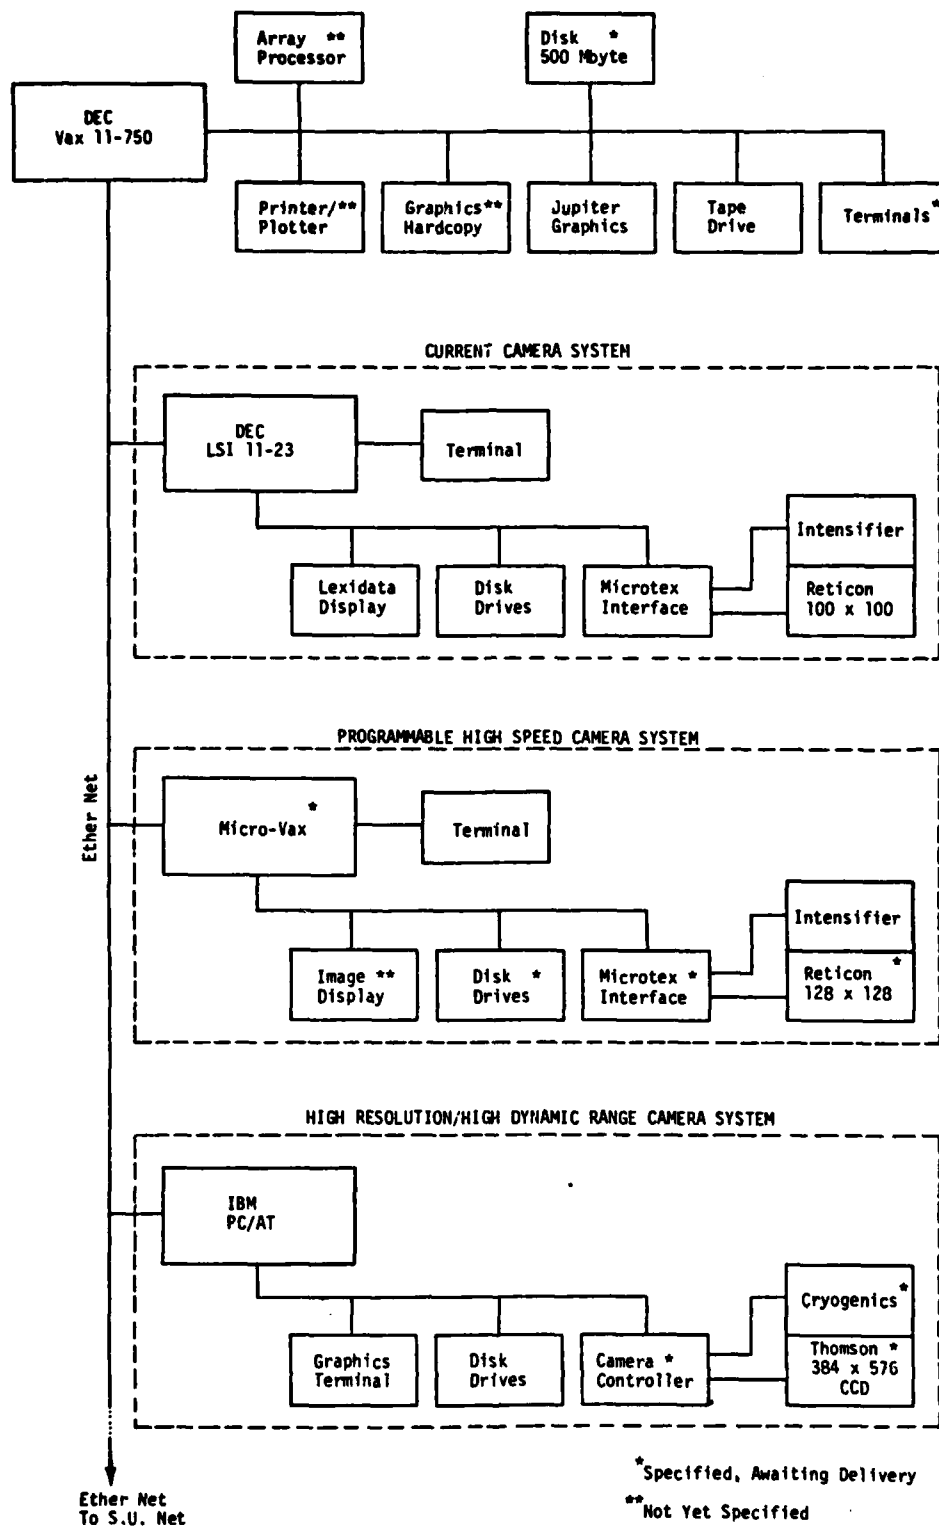 Array **
Processor
Disk *
500 Mbyte
DEC
Vax 11-750
Printer/**
Plotter
Graphics**
Hardcopy
Jupiter
Graphics
Tape
Drive
Terminals*
CURRENT CAMERA SYSTEM
DEC
LSI 11-23
Terminal
Intensifier
Lexidata
Display
Disk
Drives
Microtex
Interface
Reticon
100 x 100
PROGRAMMABLE HIGH SPEED CAMERA SYSTEM
Ether Net
Micro-Vax *
Terminal
Intensifier
Image **
Display
Disk *
Drives
Microtex *
Interface
Reticon *
128 x 128
HIGH RESOLUTION/HIGH DYNAMIC RANGE CAMERA SYSTEM
IBM
PC/AT
Cryogenics*
Graphics
Terminal
Disk
Drives
Camera *
Controller
Thomson *
384 x 576
CCD
*Specified, Awaiting Delivery
**Not Yet Specified
Ether Net
To S.U. Net